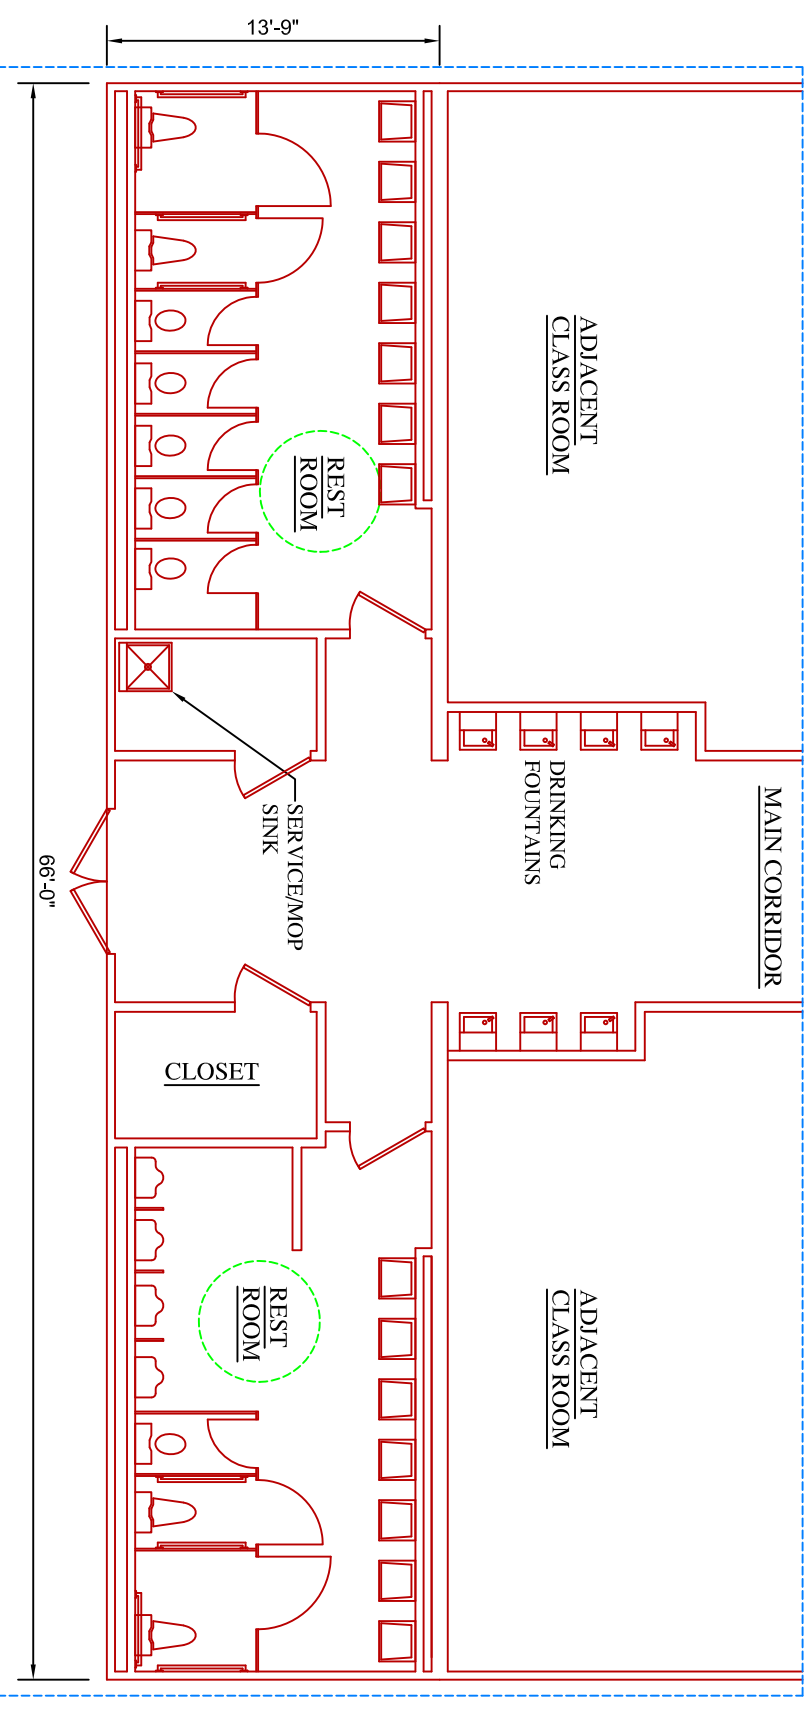 13'-9"
ADJACENT
CLASS ROOM
REST
ROOM
DRINKING
FOUNTAINS
MAIN CORRIDOR
SERVICE/MOP
SINK
66'-0"
CLOSET
REST
ROOM
ADJACENT
CLASS ROOM